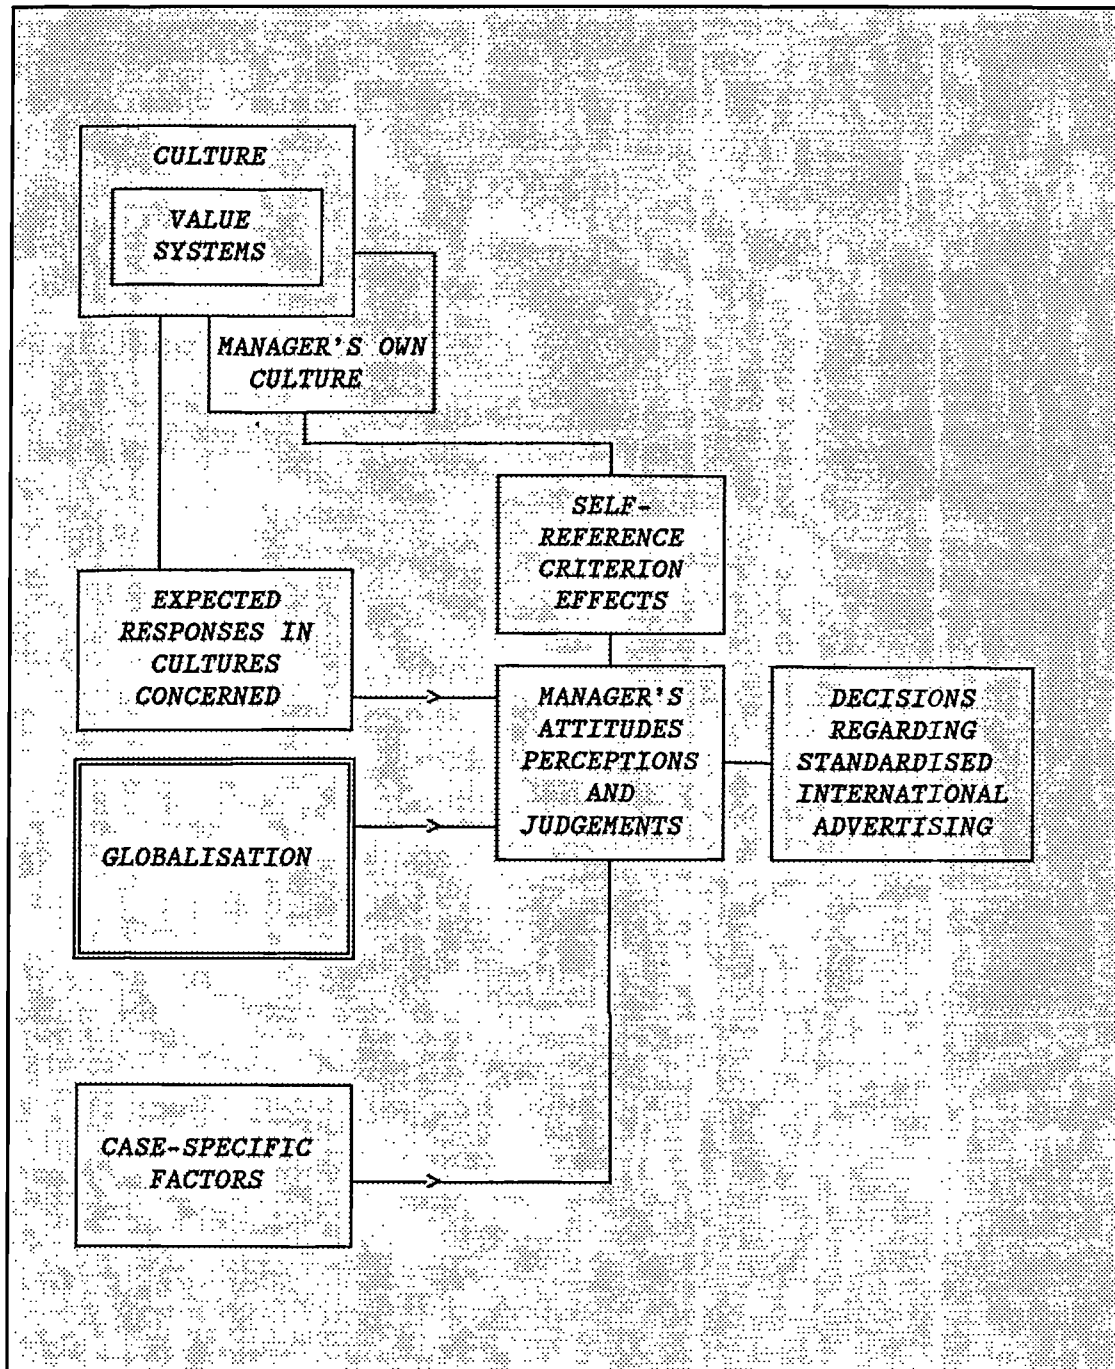 CULTURE
VALUE
SYSTEMS
MANAGER'S OWN
CULTURE
SELF-
REFERENCE
CRITERION
EFFECTS
EXPECTED
RESPONSES IN
CULTURES
CONCERNED
MANAGER'S
ATTITUDES
PERCEPTIONS
AND
JUDGEMENTS
DECISIONS
REGARDING
STANDARDISED
INTERNATIONAL
ADVERTISING
GLOBALISATION
CASE-SPECIFIC
FACTORS